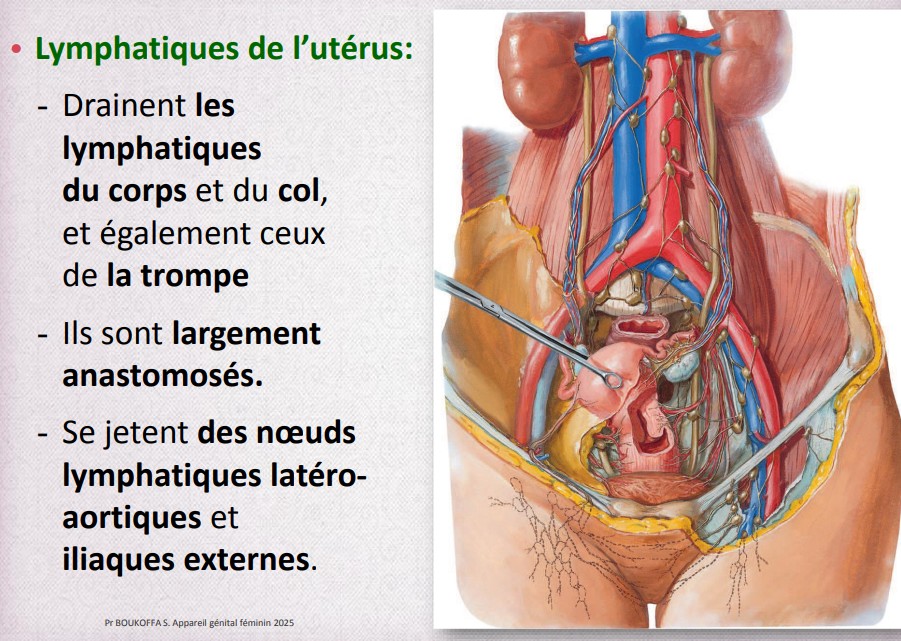 • Lymphatiques de l’utérus:
- Drainent les
lymphatiques
du corps et du col,
et également ceux
de la trompe
- Ils sont largement
anastomosés.
- Se jetent des nœuds
lymphatiques latéro-
aortiques et
iliaques externes.
Pr BOUKOFFA S. Appareil génital féminin 2025